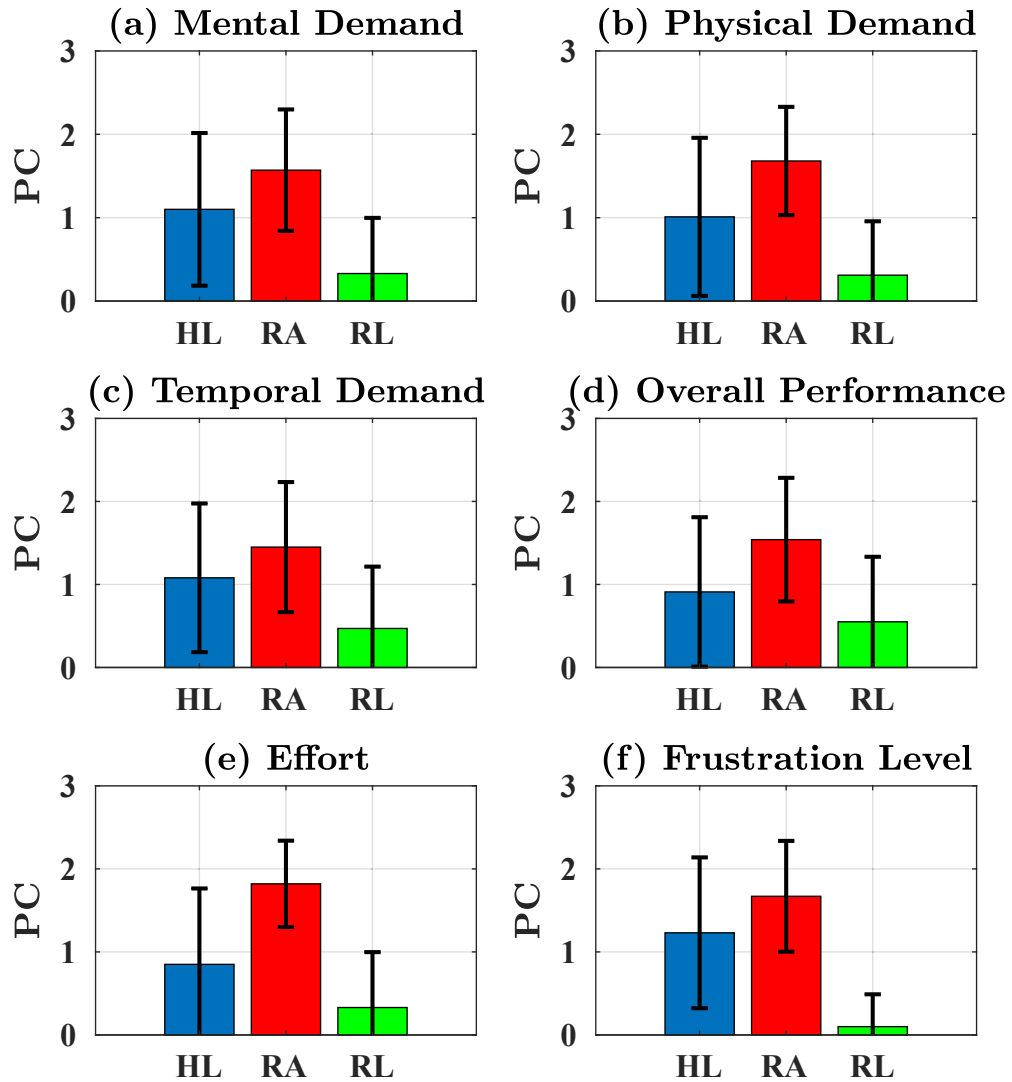 (a) Mental Demand
3
2
1
0
PC
HL RA RL
(b) Physical Demand
3
2
1
0
PC
HL RA RL
(c) Temporal Demand
3
2
1
0
PC
HL RA RL
(d) Overall Performance
3
2
1
0
PC
HL RA RL
(e) Effort
3
2
1
0
PC
HL RA RL
(f) Frustration Level
3
2
1
0
PC
HL RA RL